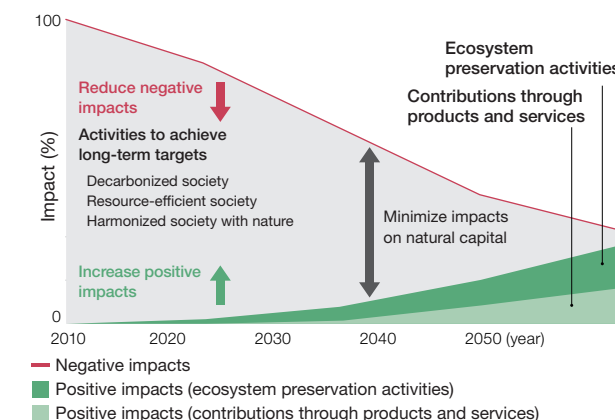 100
Ecosystem
preservation activities
Contributions through
products and services
Reduce negative
impacts
Activities to achieve
long-term targets
Decarbonized society
Resource-efficient society
Harmonized society with nature
Impact (%)
Minimize impacts
on natural capital
Increase positive
impacts
0
2010 2020 2030 2040 2050 (year)
Negative impacts
Positive impacts (ecosystem preservation activities)
Positive impacts (contributions through products and services)